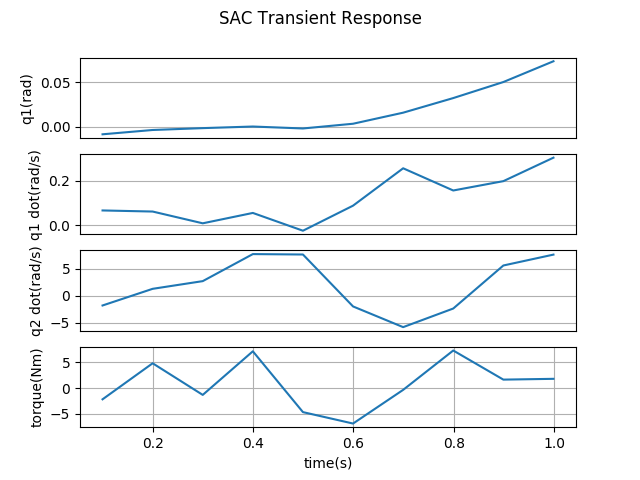 SAC Transient Response
q1(rad)
0.05
0.00
q1 dot(rad/s)
0.2
0.0
q2 dot(rad/s)
5
0
−5
torque(Nm)
5
0
−5
0.2 0.4 0.6 0.8 1.0
time(s)